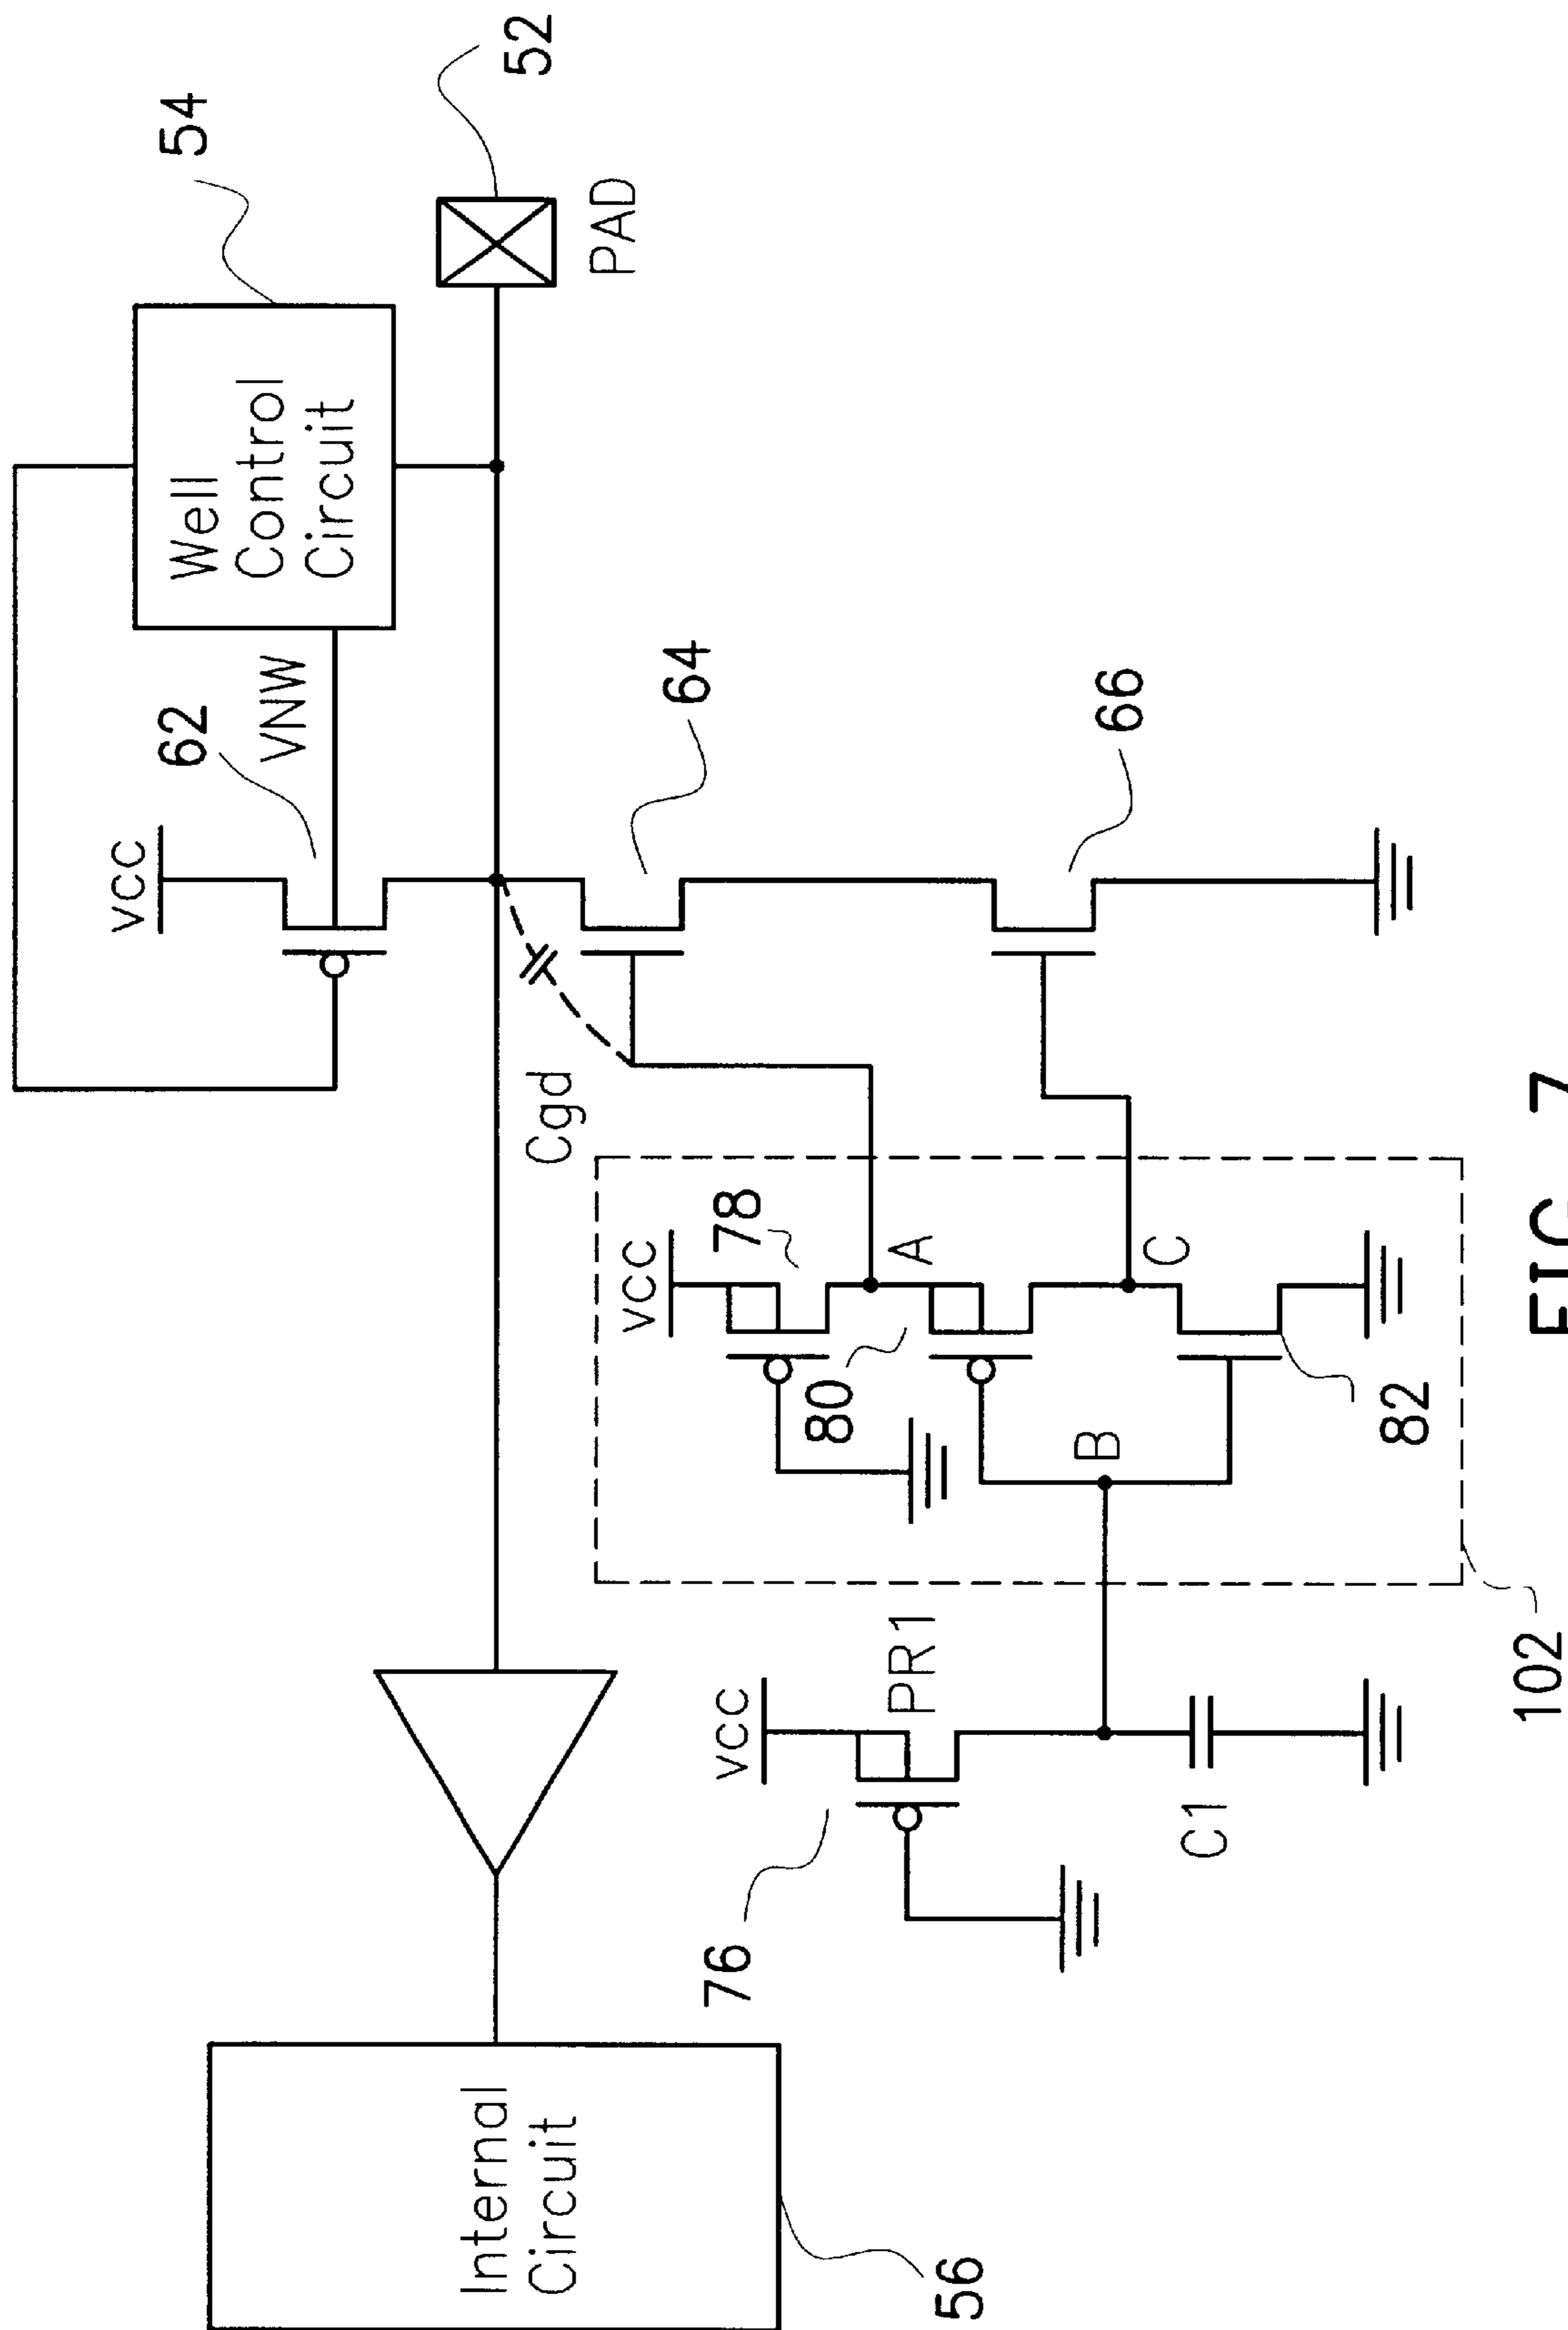 54
52
Well
Control
Circuit
PAD
VNW
62
VCC
64
66
Cgd
VCC
78
A
80
C
B
82
102
VCC
PR1
76
C1
Internal
Circuit
56
FIG. 7